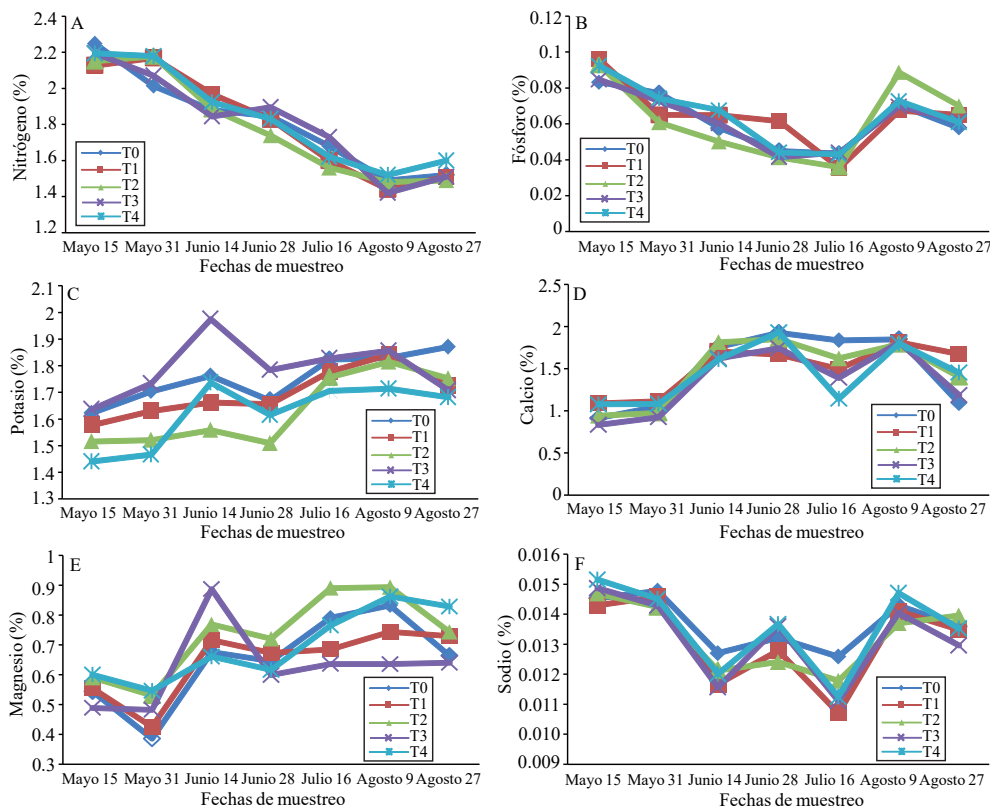 A
Nitrógeno (%)
2.4
2.2
2.0
1.8
1.6
1.4
1.2
T0
T1
T2
T3
T4
Mayo 15 Mayo 31 Junio 14 Junio 28 Julio 16 Agosto 9 Agosto 27
Fechas de muestreo
B
Fósforo (%)
0.12
0.1
0.08
0.06
0.04
0.02
0
T0
T1
T2
T3
T4
Mayo 15 Mayo 31 Junio 14 Junio 28 Julio 16 Agosto 9 Agosto 27
Fechas de muestreo
C
Potasio (%)
2.1
2
1.9
1.8
1.7
1.6
1.5
1.4
1.3
T0
T1
T2
T3
T4
Mayo 15 Mayo 31 Junio 14 Junio 28 Julio 16 Agosto 9 Agosto 27
Fechas de muestreo
D
Calcio (%)
2.5
2
1.5
1
0.5
0
T0
T1
T2
T3
T4
Mayo 15 Mayo 31 Junio 14 Junio 28 Julio 16 Agosto 9 Agosto 27
Fechas de muestreo
E
Magnesio (%)
1
0.9
0.8
0.7
0.6
0.5
0.4
0.3
T0
T1
T2
T3
T4
Mayo 15 Mayo 31 Junio 14 Junio 28 Julio 16 Agosto 9 Agosto 27
Fechas de muestreo
F
Sodio (%)
0.016
0.015
0.014
0.013
0.012
0.011
0.010
0.009
T0
T1
T2
T3
T4
Mayo 15 Mayo 31 Junio 14 Junio 28 Julio 16 Agosto 9 Agosto 27
Fechas de muestreo